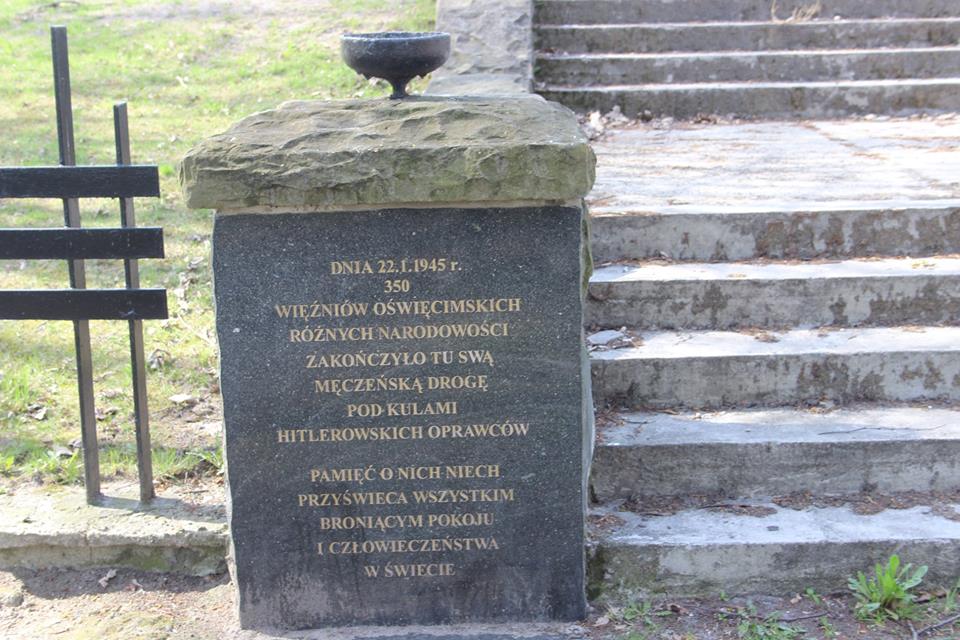 DNIA 22.I.1945 r.
350
WIĘŹNIÓW OŚWIĘCIMSKICH
RÓŻNYCH NARODOWOŚCI
ZAKOŃCZYŁO TU SWĄ
MĘCZEŃSKĄ DROGĘ
POD KULAMI
HITLEROWSKICH OPRAWCÓW
PAMIĘĆ O NICH NIECH
PRZYŚWIECA WSZYSTKIM
BRONIĄCYM POKOJU
I CZŁOWIECZEŃSTWA
W ŚWIECIE